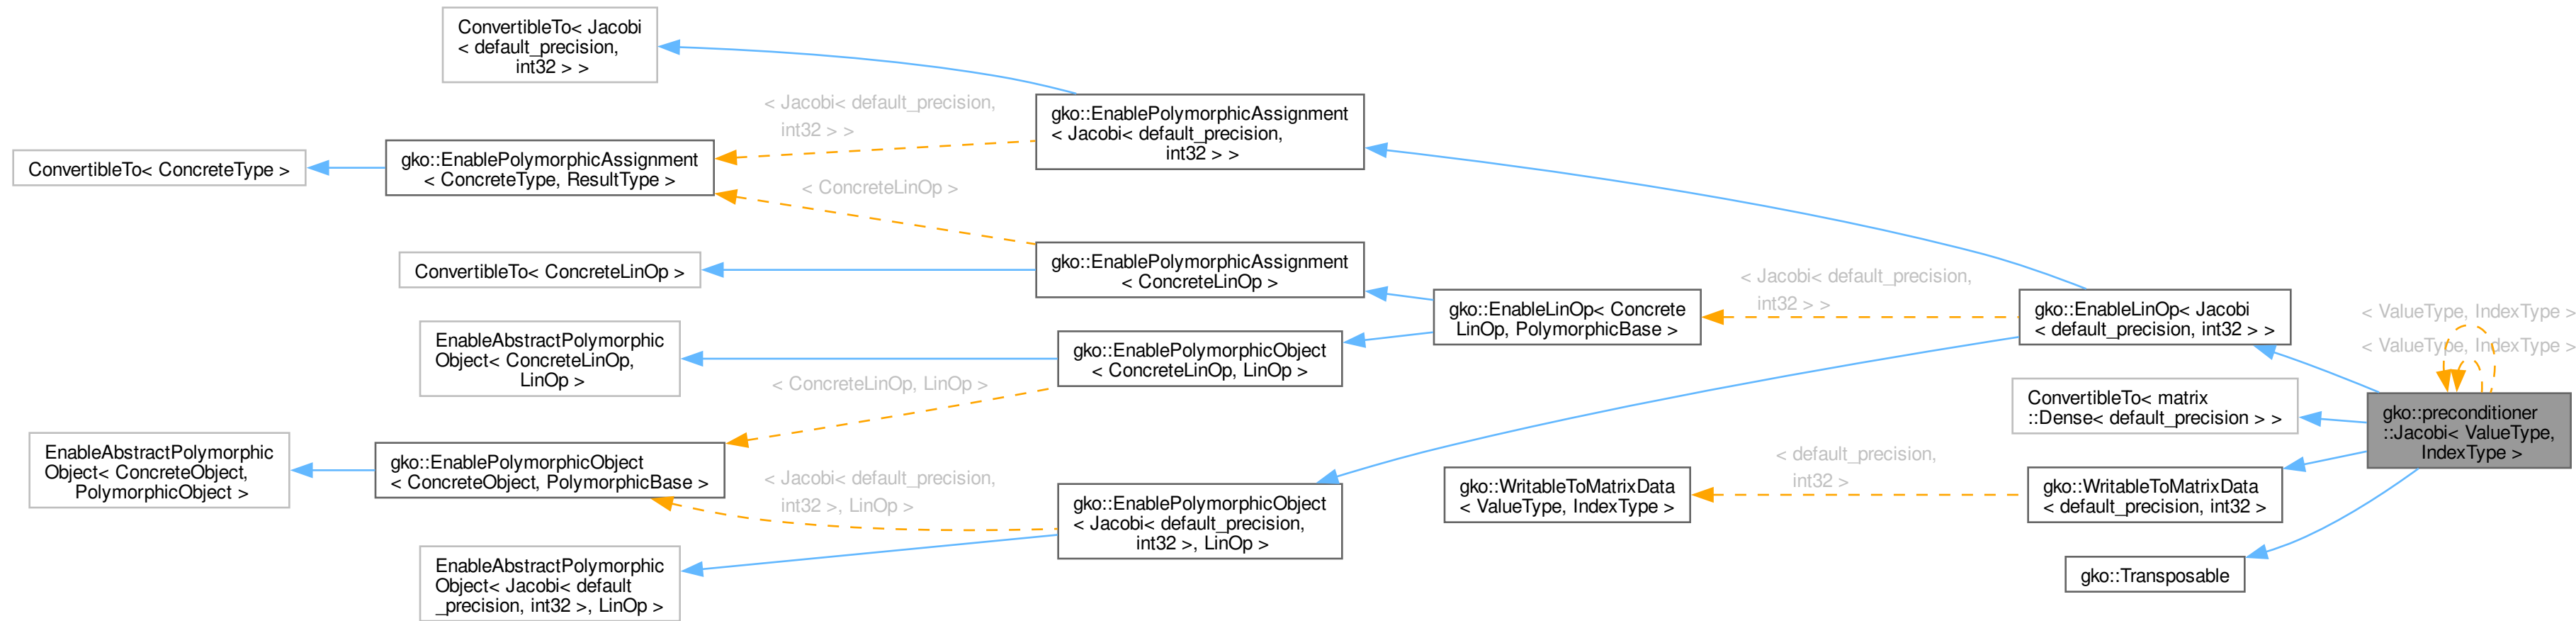 ConvertibleTo< Jacobi
< default_precision,
int32 > >
ConvertibleTo< ConcreteType >
gko::EnablePolymorphicAssignment
< ConcreteType, ResultType >
< Jacobi< default_precision,
int32 > >
< ConcreteLinOp >
gko::EnablePolymorphicAssignment
< Jacobi< default_precision,
int32 > >
ConvertibleTo< ConcreteLinOp >
gko::EnablePolymorphicAssignment
< ConcreteLinOp >
EnableAbstractPolymorphic
Object< ConcreteLinOp,
LinOp >
gko::EnablePolymorphicObject
< ConcreteLinOp, LinOp >
< ConcreteLinOp, LinOp >
gko::EnableLinOp< Concrete
LinOp, PolymorphicBase >
< Jacobi< default_precision,
int32 > >
gko::EnableLinOp< Jacobi
< default_precision, int32 > >
< ValueType, IndexType >
< ValueType, IndexType >
ConvertibleTo< matrix
::Dense< default_precision > >
gko::preconditioner
::Jacobi< ValueType,
IndexType >
EnableAbstractPolymorphic
Object< ConcreteObject,
PolymorphicObject >
gko::EnablePolymorphicObject
< ConcreteObject, PolymorphicBase >
< Jacobi< default_precision,
int32 >, LinOp >
gko::EnablePolymorphicObject
< Jacobi< default_precision,
int32 >, LinOp >
gko::WritableToMatrixData
< ValueType, IndexType >
< default_precision,
int32 >
gko::WritableToMatrixData
< default_precision, int32 >
EnableAbstractPolymorphic
Object< Jacobi< default
_precision, int32 >, LinOp >
gko::Transposable